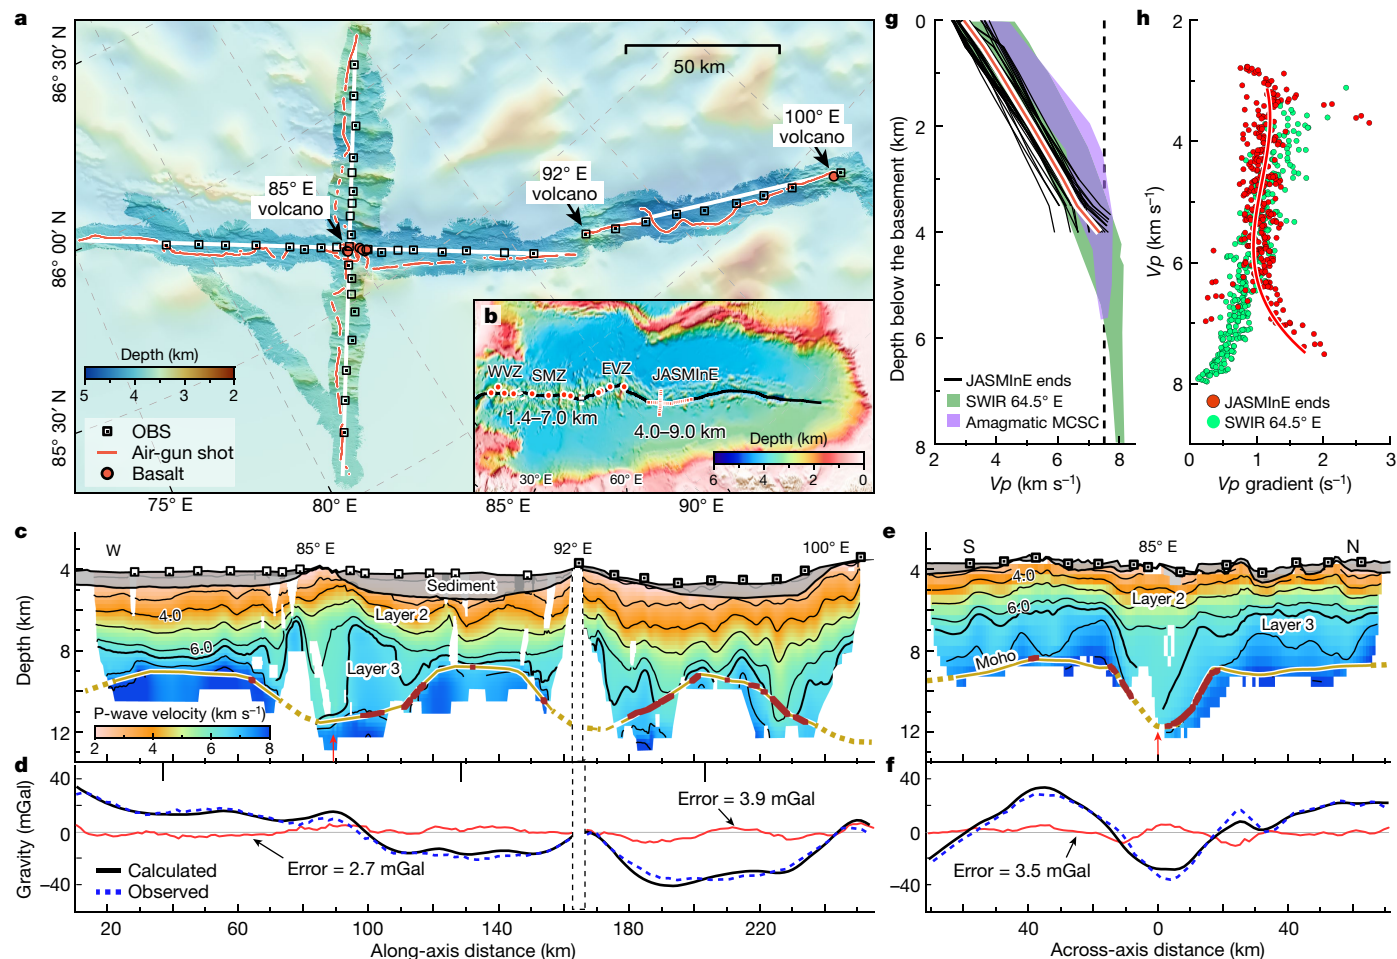 a
86° 30′ N
86° 00′ N
85° 30′ N
50 km
100° E
volcano
92° E
volcano
85° E
volcano
Depth (km)
5 4 3 2
OBS
Air-gun shot
Basalt
75° E 80° E 85° E 90° E
b
WVZ SMZ EVZ JASMInE
1.4–7.0 km
4.0–9.0 km
Depth (km)
30° E 60° E
6 4 2 0
g
0
2
4
6
8
Depth below the basement (km)
JASMInE ends
SWIR 64.5° E
Amagmatic MCSC
2 4 6 8
Vp (km s⁻¹)
h
2
4
6
8
Vp (km s⁻¹)
JASMInE ends
SWIR 64.5° E
0 1 2 3
Vp gradient (s⁻¹)
c
W 85° E 92° E 100° E
4
8
12
Depth (km)
Sediment
Layer 2
4.0
6.0
Layer 3
P-wave velocity (km s⁻¹)
2 4 6 8
e
S 85° E N
4
8
12
4.0
Layer 2
6.0
Layer 3
Moho
d
40
0
−40
Gravity (mGal)
Error = 3.9 mGal
Error = 2.7 mGal
Calculated
Observed
20 60 100 140 180 220
Along-axis distance (km)
f
40
0
−40
Error = 3.5 mGal
40 0 40
Across-axis distance (km)